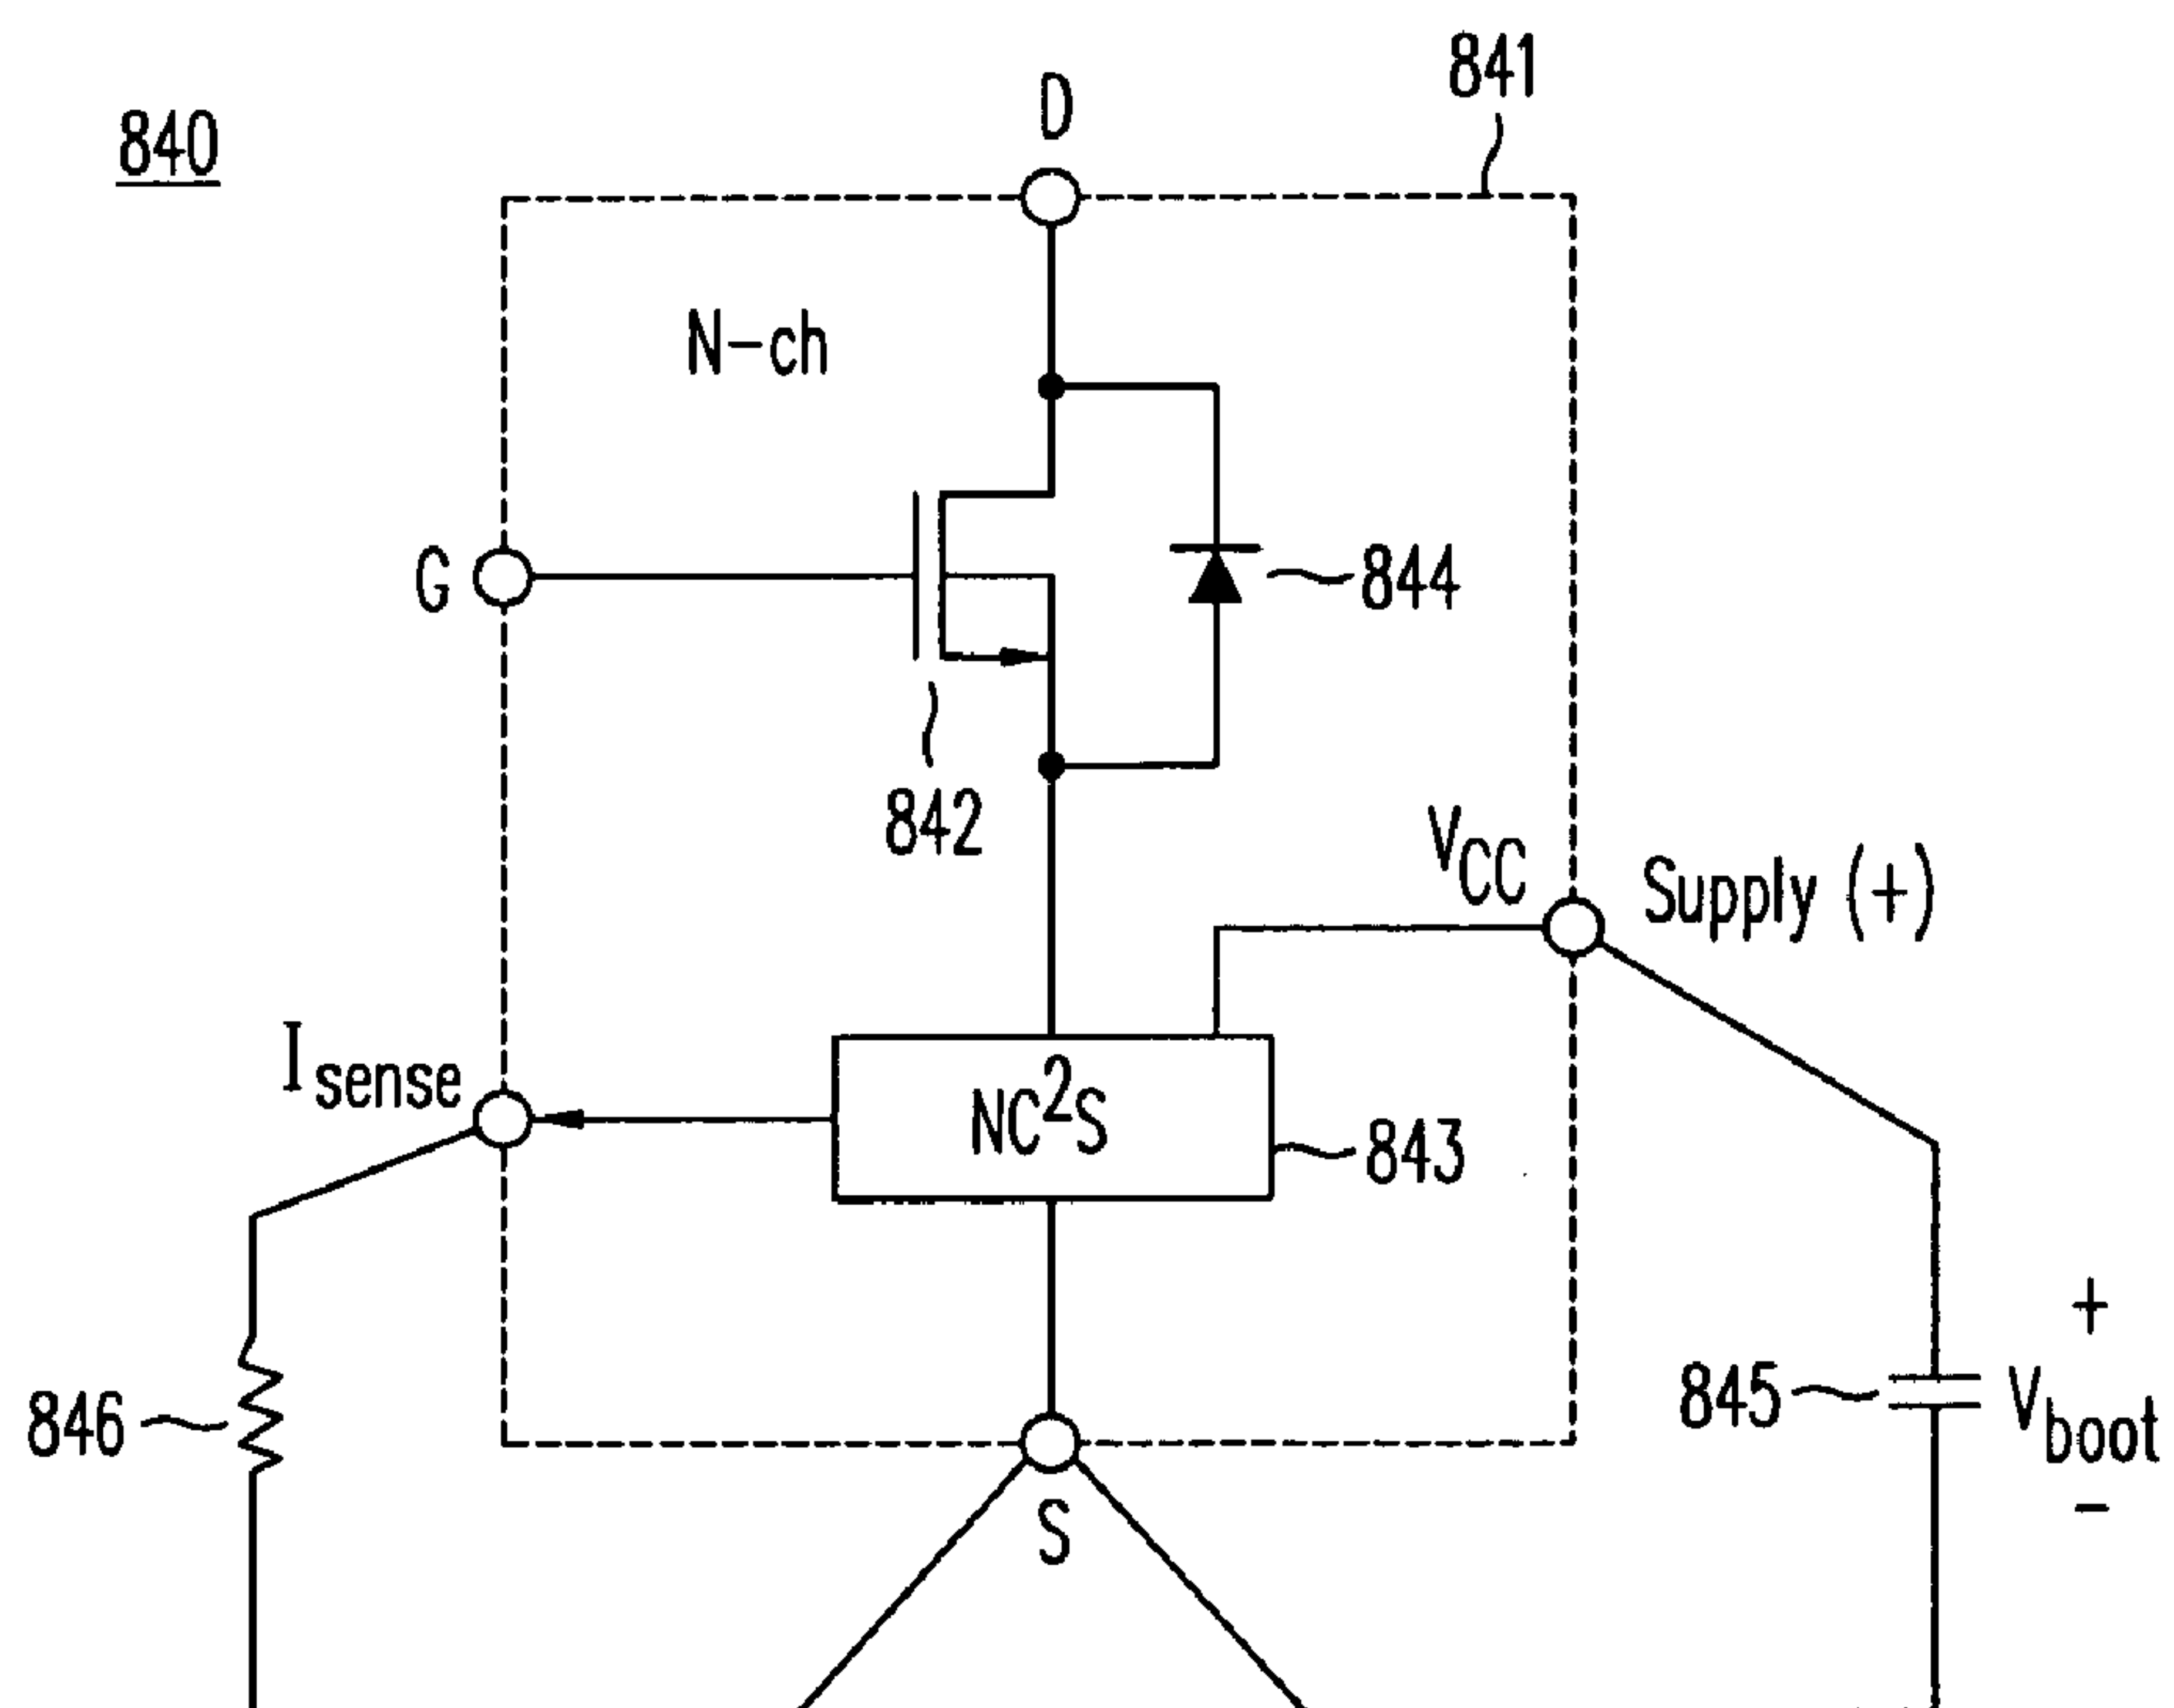 841
D
840
N-ch
G
844
842
VCC
Supply (+)
Isense
NC²S
843
+
846
845
Vboot
-
S